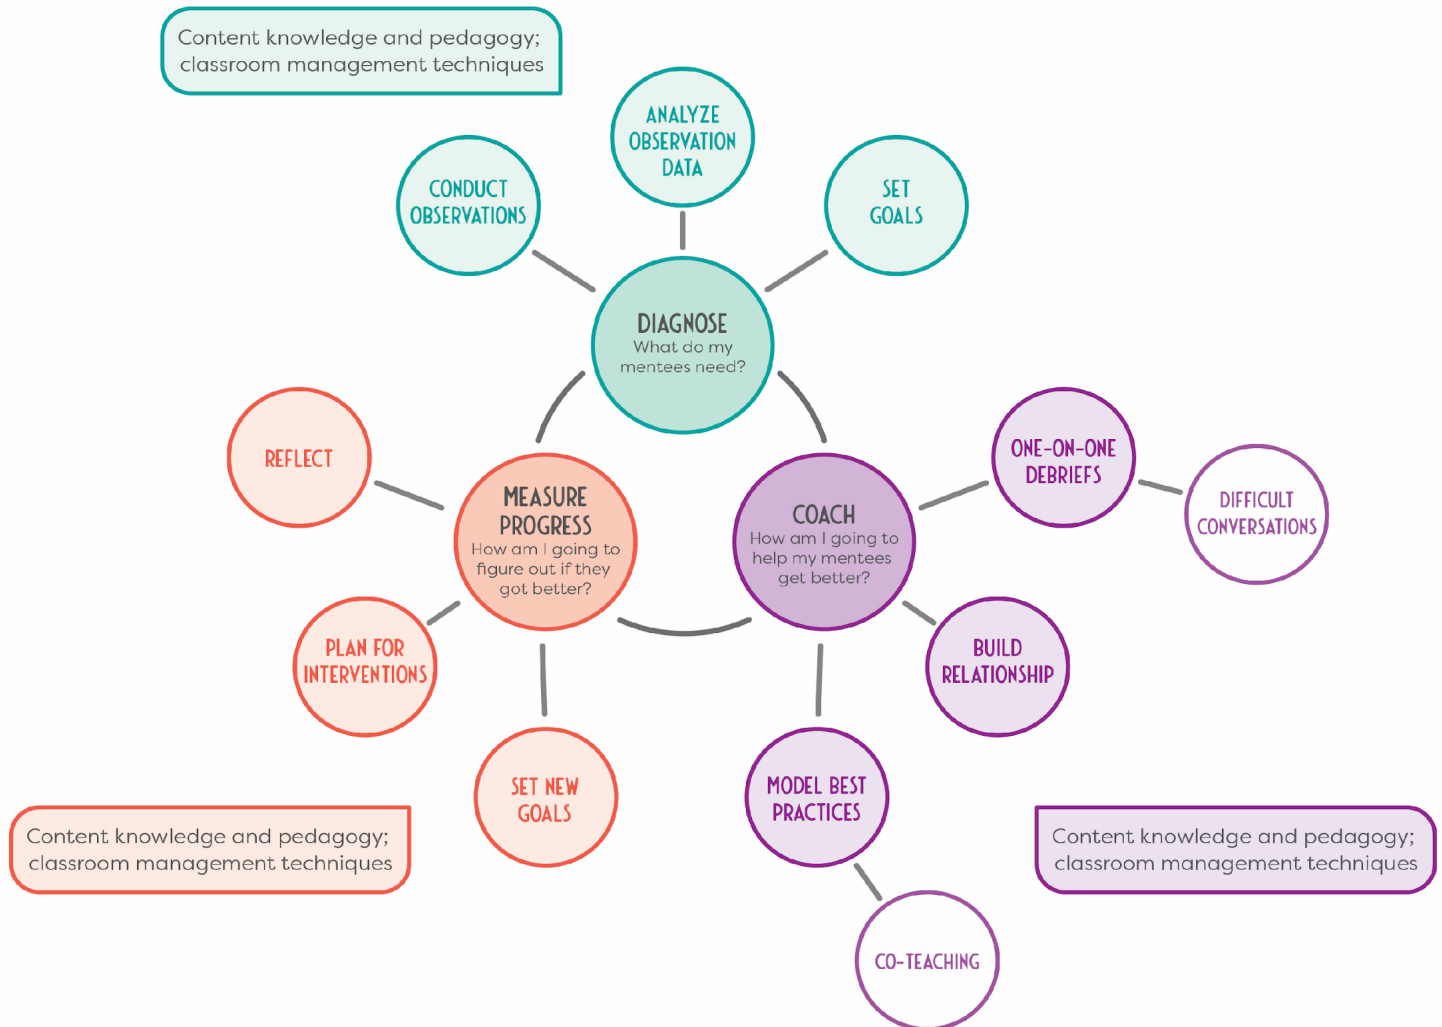 Content knowledge and pedagogy;
classroom management techniques
ANALYZE
OBSERVATION
DATA
CONDUCT
OBSERVATIONS
SET
GOALS
DIAGNOSE
What do my
mentees need?
REFLECT
MEASURE
PROGRESS
How am I going to
figure out if they
got better?
COACH
How am I going to
help my mentees
get better?
ONE-ON-ONE
DEBRIEFS
DIFFICULT
CONVERSATIONS
PLAN FOR
INTERVENTIONS
BUILD
RELATIONSHIP
SET NEW
GOALS
MODEL BEST
PRACTICES
Content knowledge and pedagogy;
classroom management techniques
Content knowledge and pedagogy;
classroom management techniques
CO-TEACHING